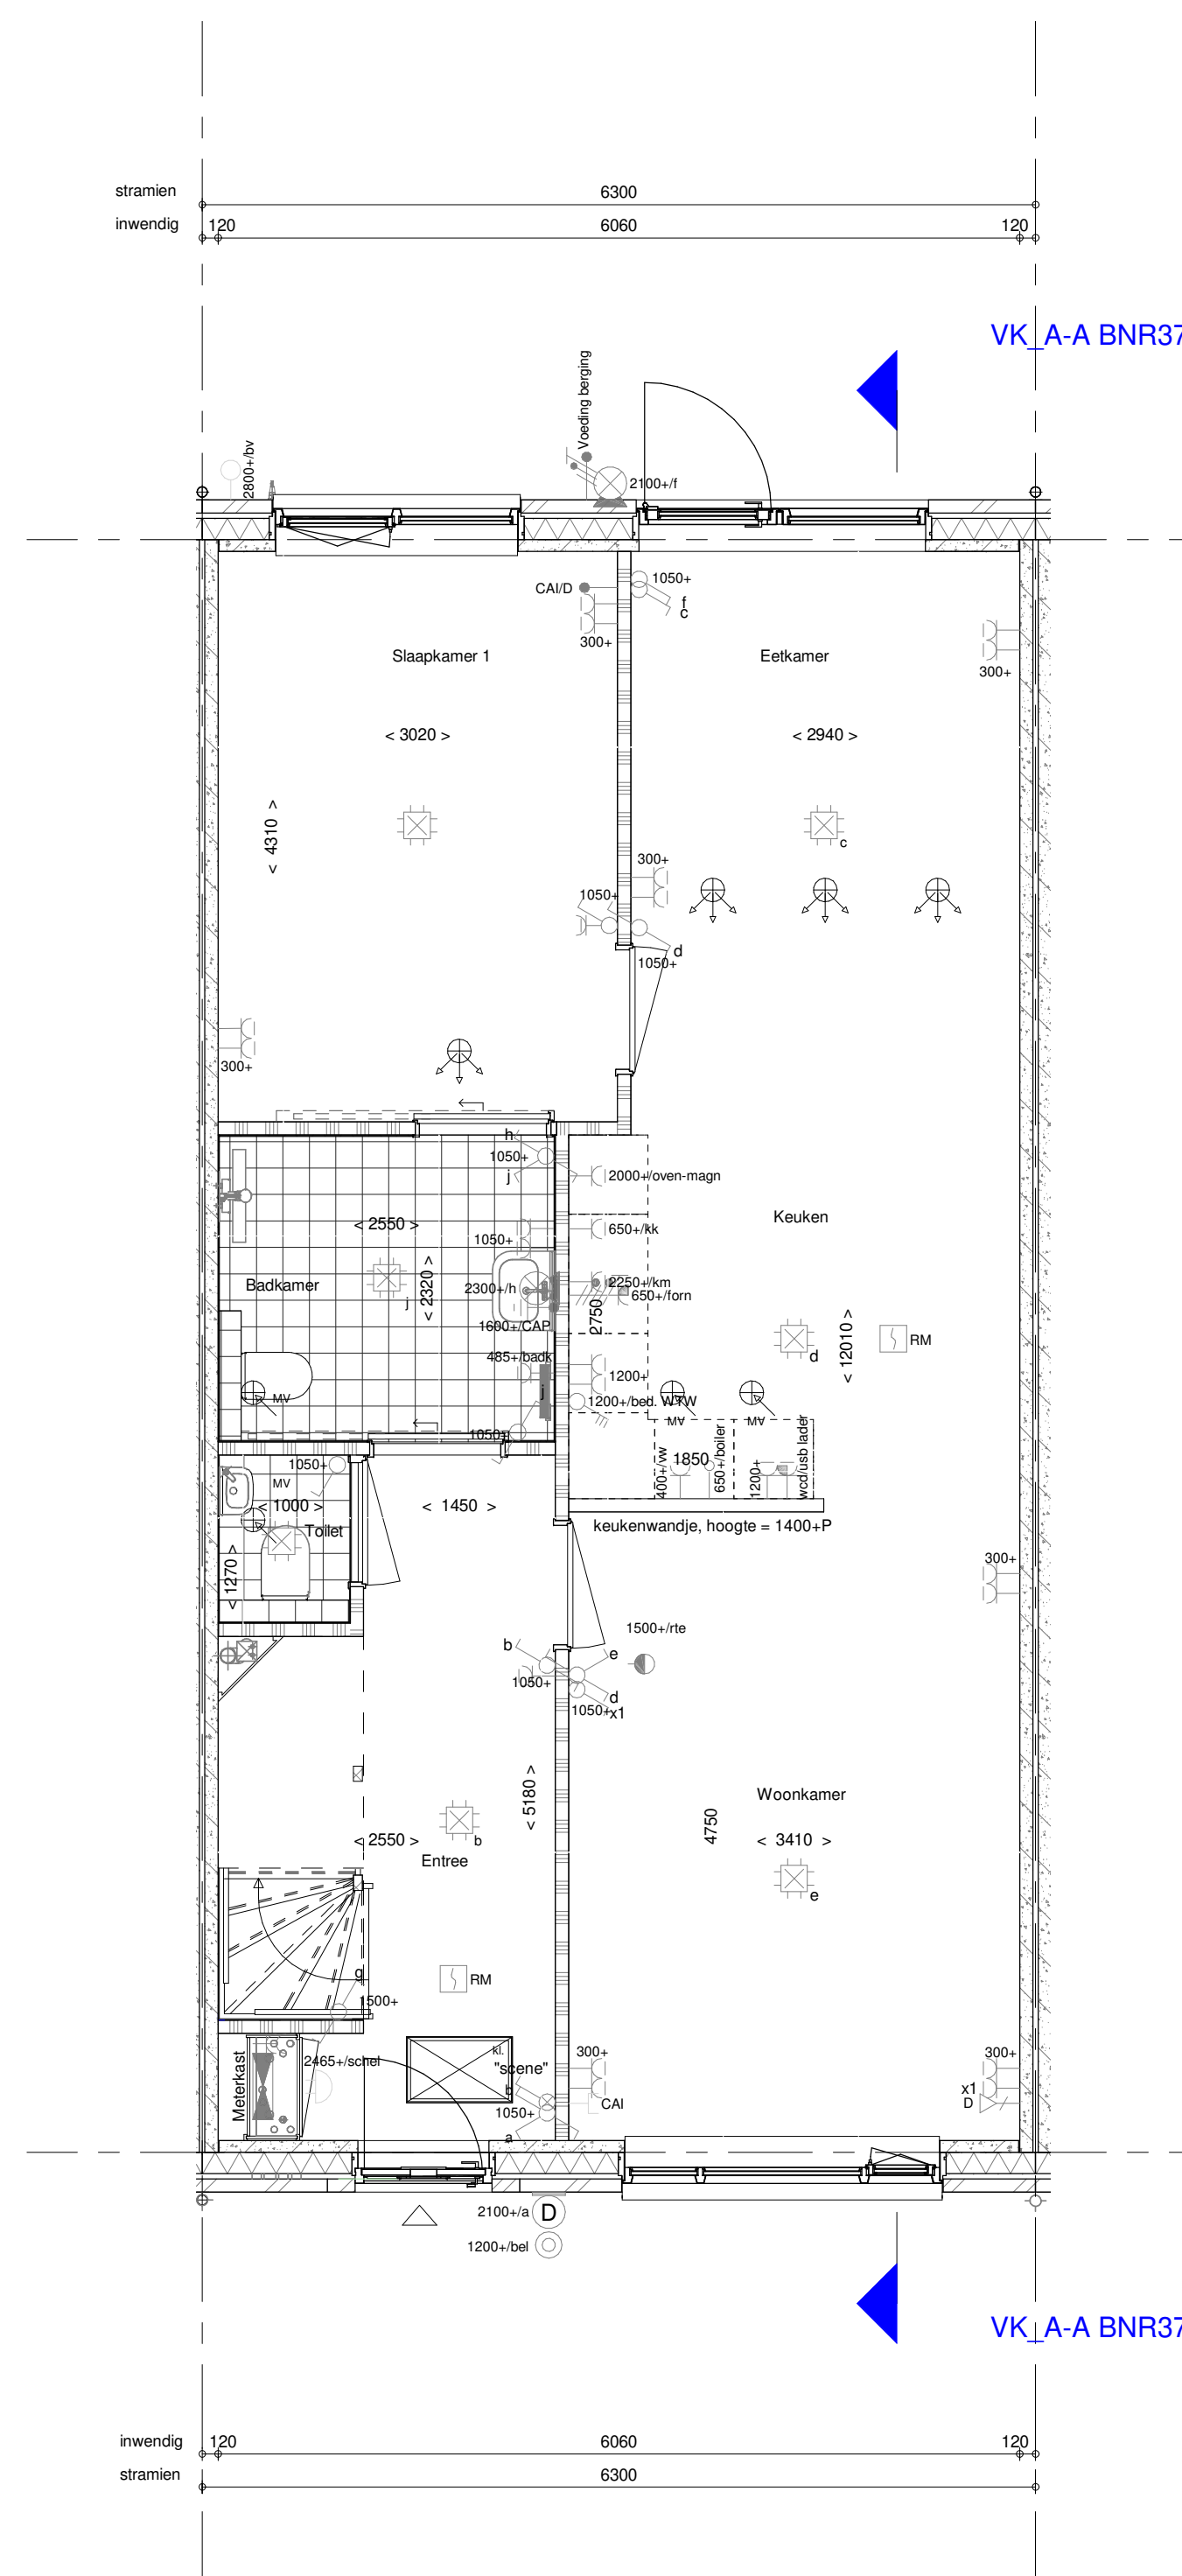 stramien 6300
inwendig 120 6060 120
VK_A-A BNR37
Voeding berging
2800+/bv
2100+/f
CAI/D
1050+
f
c
300+
300+
Slaapkamer 1
Eetkamer
< 3020 >
< 2940 >
< 4310 >
c
300+
1050+
d
1050+
300+
h
1050+
j
2000+/oven-magn
Keuken
< 2550 >
650+/kk
1050+
Badkamer
j
< 2320 >
2300+/h
2250+/km
650+/forn
2750
1600+/CAP
d
< 12010 >
RM
485+/badk
1200+
j
MV
1200+/bed. WTW
MV
MV
1050+
1050+
400+/vw
1850
650+/boiler
1200+
wcd/usb lader
MV
< 1000 >
< 1450 >
Toilet
keukenwandje, hoogte = 1400+P
< 1270 >
300+
1500+/rte
b
e
1050+
d
1050+
x1
< 5180 >
Woonkamer
4750
< 3410 >
< 2550 >
b
Entree
e
g
RM
1500+
Meterkast
2465+/schel
kl.
"scene"
300+
300+
b
x1
1050+
CAI
D
a
2100+/a
D
1200+/bel
VK_A-A BNR37
inwendig 120 6060 120
stramien 6300